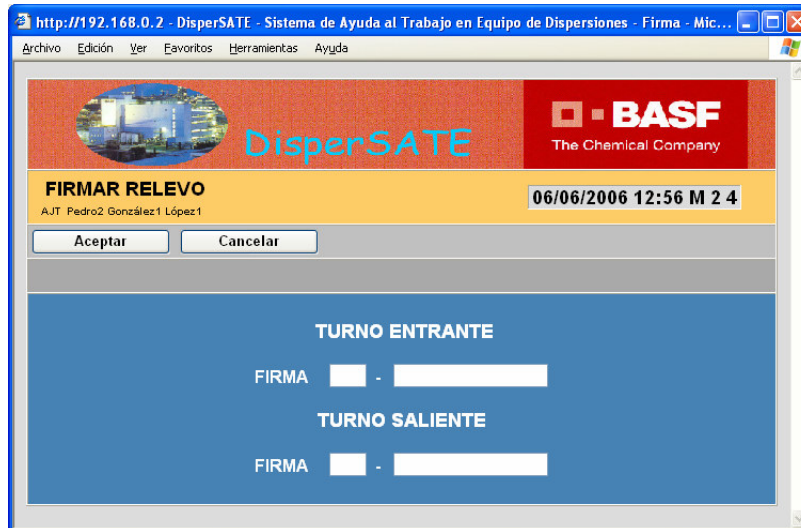 http://192.168.0.2 - DisperSATE - Sistema de Ayuda al Trabajo en Equipo de Dispersiones - Firma - Mic...
Archivo Edición Ver Favoritos Herramientas Ayuda
DisperSATE
BASF
The Chemical Company
FIRMAR RELEVO
AJT Pedro2 González1 López1
06/06/2006 12:56 M 2 4
Aceptar Cancelar
TURNO ENTRANTE
FIRMA -
TURNO SALIENTE
FIRMA -